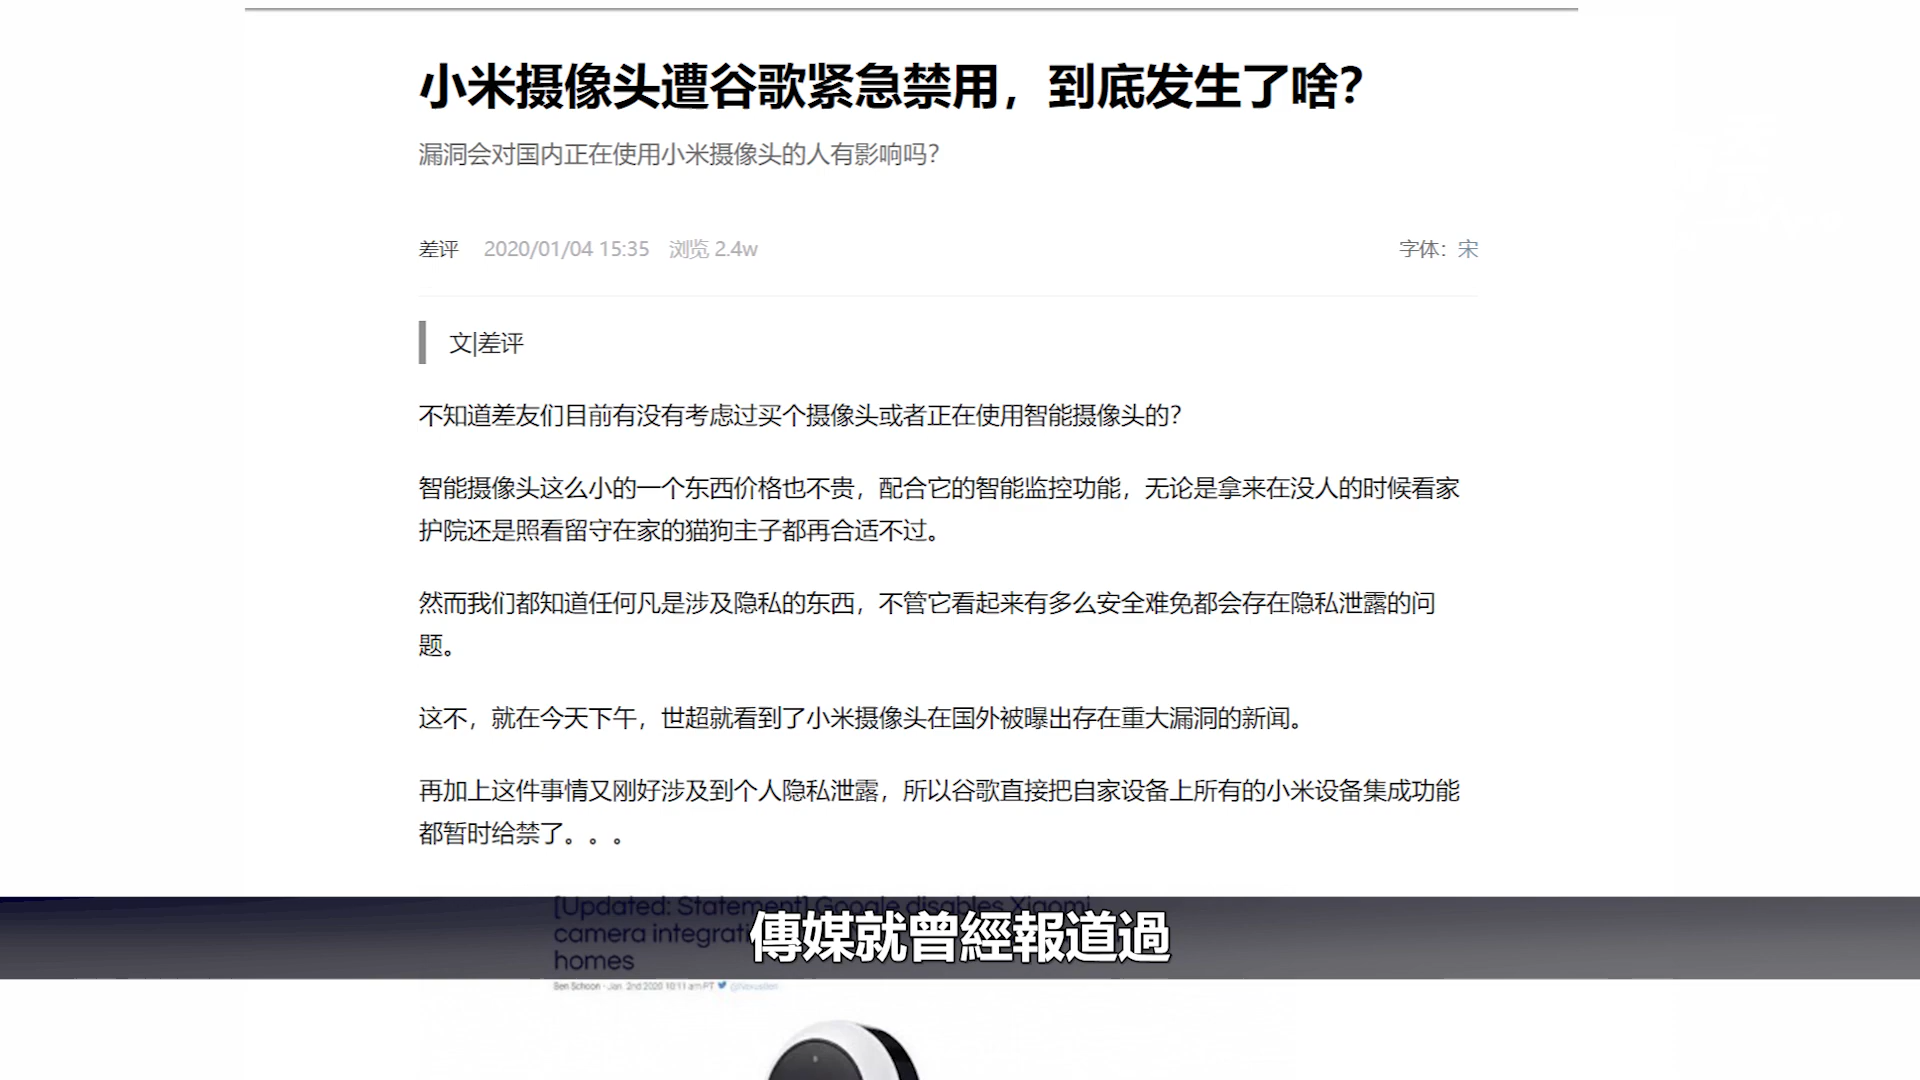 小米摄像头遭谷歌紧急禁用，到底发生了啥？
漏洞会对国内正在使用小米摄像头的人有影响吗？
差评 2020/01/04 15:35 浏览 2.4w 字体：宋
文|差评
不知道差友们目前有没有考虑过买个摄像头或者正在使用智能摄像头的？
智能摄像头这么小的一个东西价格也不贵，配合它的智能监控功能，无论是拿来在没人的时候看家
护院还是照看留守在家的猫狗主子都再合适不过。
然而我们都知道任何凡是涉及隐私的东西，不管它看起来有多么安全难免都会存在隐私泄露的问
题。
这不，就在今天下午，世超就看到了小米摄像头在国外被曝出存在重大漏洞的新闻。
再加上这件事情又刚好涉及到个人隐私泄露，所以谷歌直接把自家设备上所有的小米设备集成功能
都暂时给禁了。。。
[Updated: Statement] Google disables Xiaomi
camera
homes
傳媒就曾經報道過
Ben Schoon - Jan. 2nd 2020 10:11 am PT